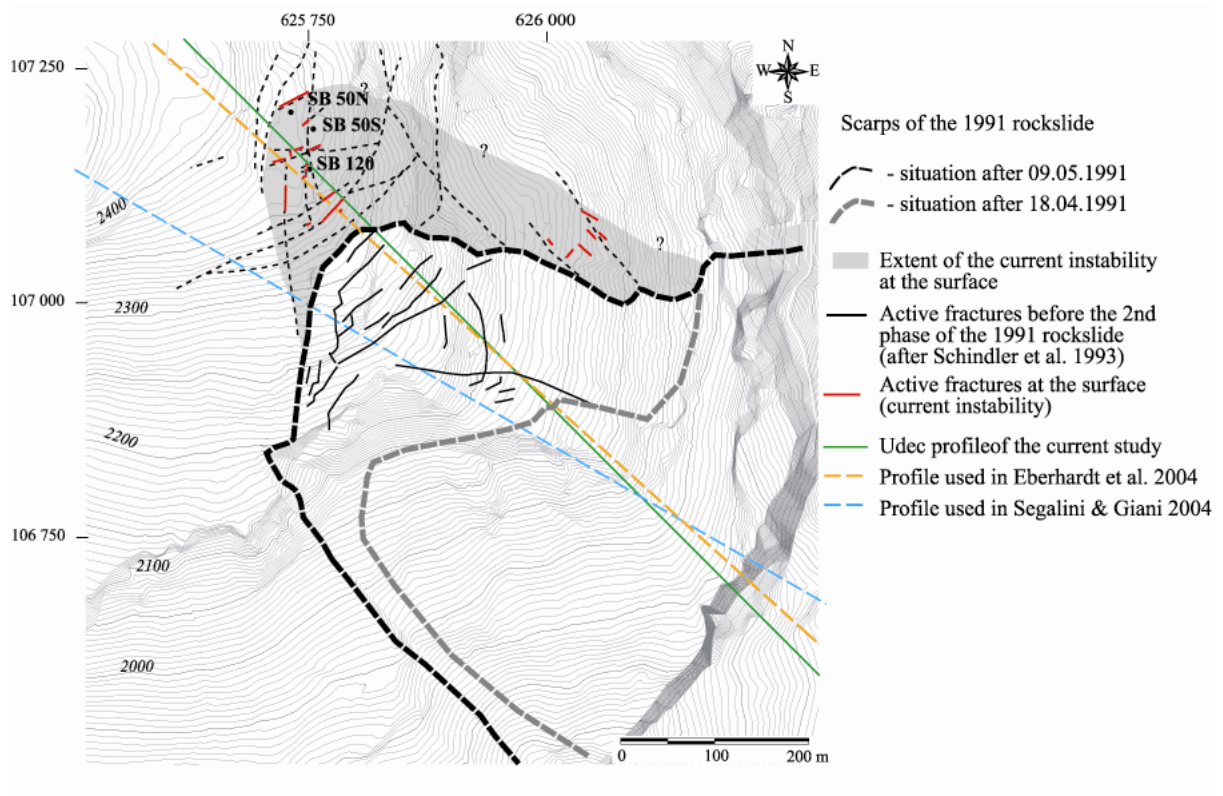 625 750
626 000
107 250
N
W E
S
?
SB 50N
SB 50S
?
SB 120
2400
?
107 000
2300
2200
106 750
2100
2000
0 100 200 m
Scarps of the 1991 rockslide
- situation after 09.05.1991
- situation after 18.04.1991
Extent of the current instability
at the surface
Active fractures before the 2nd
phase of the 1991 rockslide
(after Schindler et al. 1993)
Active fractures at the surface
(current instability)
Udec profileof the current study
Profile used in Eberhardt et al. 2004
Profile used in Segalini & Giani 2004